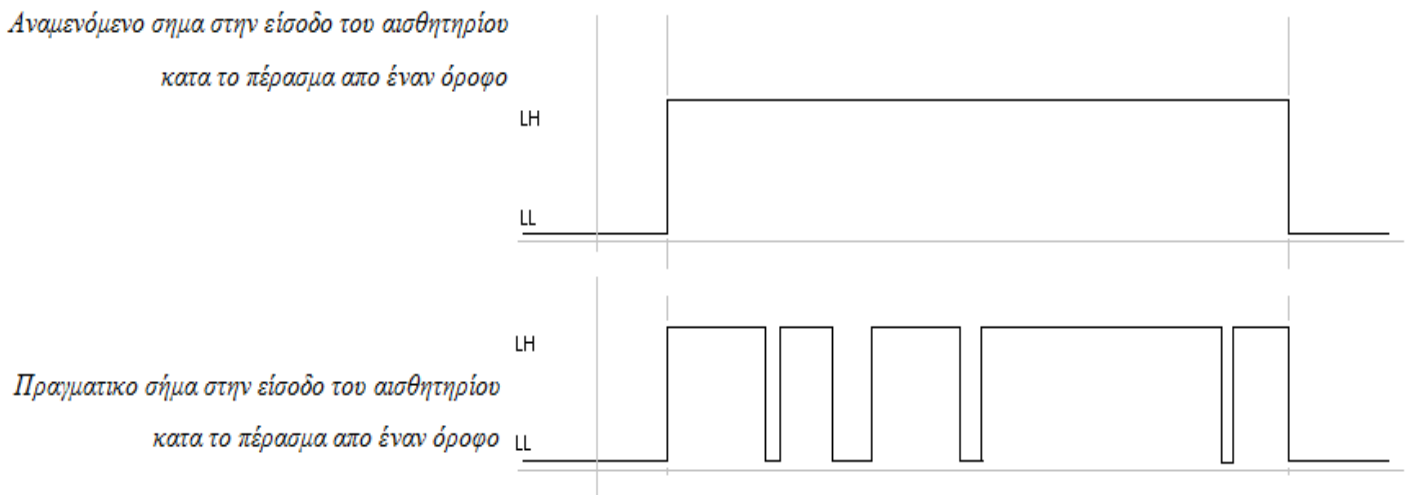 Αναμενόμενο σημα στην είσοδο του αισθητηρίου
κατα το πέρασμα απο έναν όροφο
LH
LL
LH
Πραγματικο σήμα στην είσοδο του αισθητηρίου
κατα το πέρασμα απο έναν όροφο
LL